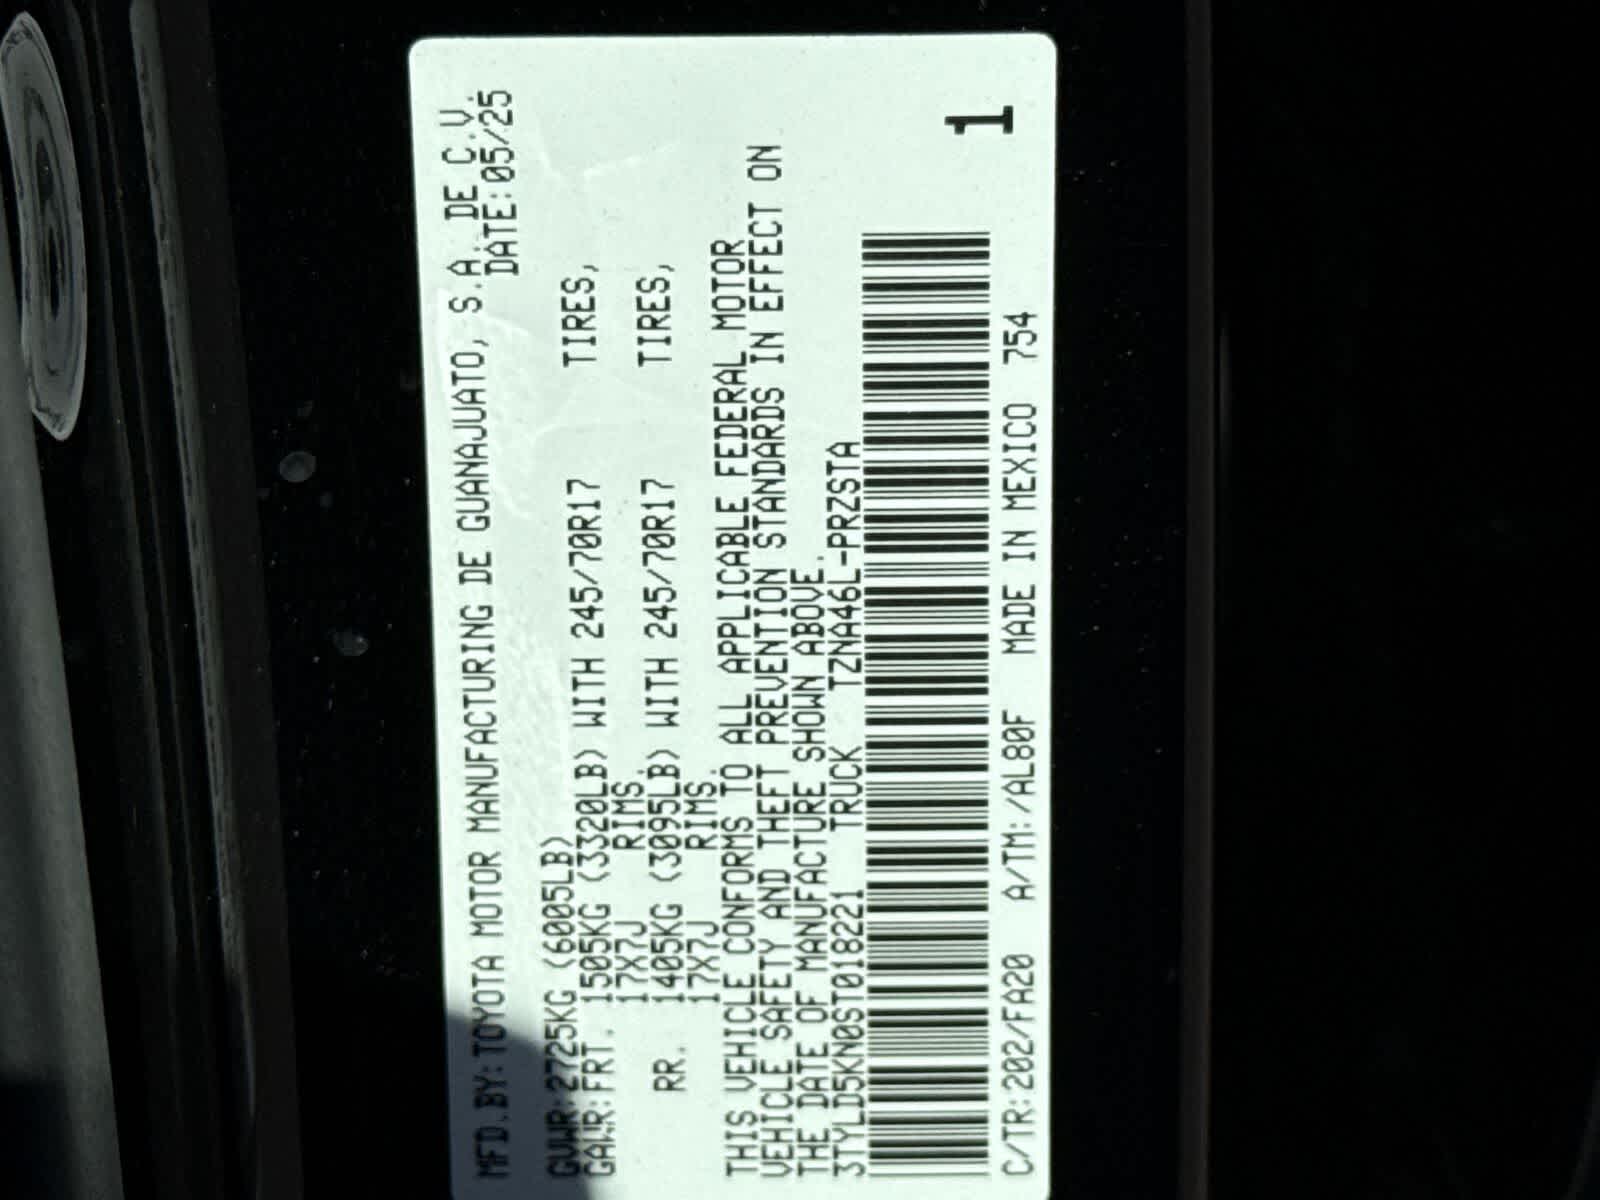 MFD.BY:TOYOTA MOTOR MANUFACTURING DE GUANAJUATO, S.A. DE C.V.
DATE:05/25
GVWR:2725KG (6005LB)
GAWR:FRT. 1505KG (3320LB) WITH 245/70R17 TIRES,
17X7J RIMS.
RR. 1405KG (3095LB) WITH 245/70R17 TIRES,
17X7J RIMS.
THIS VEHICLE CONFORMS TO ALL APPLICABLE FEDERAL MOTOR
VEHICLE SAFETY AND THEFT PREVENTION STANDARDS IN EFFECT ON
THE DATE OF MANUFACTURE SHOWN ABOVE.
3TYLD5KN0ST018221 TRUCK TZNA46L-PRZSTA
C/TR:202/FA20 A/TM:/AL80F MADE IN MEXICO 754
1